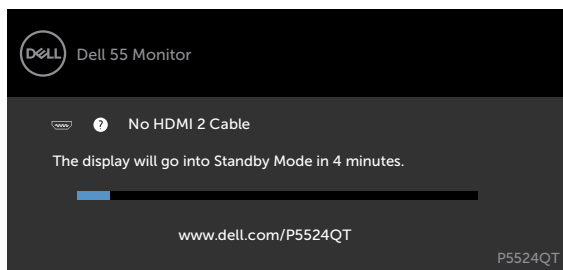 DELL
Dell 55 Monitor
? No HDMI 2 Cable
The display will go into Standby Mode in 4 minutes.
www.dell.com/P5524QT
P5524QT